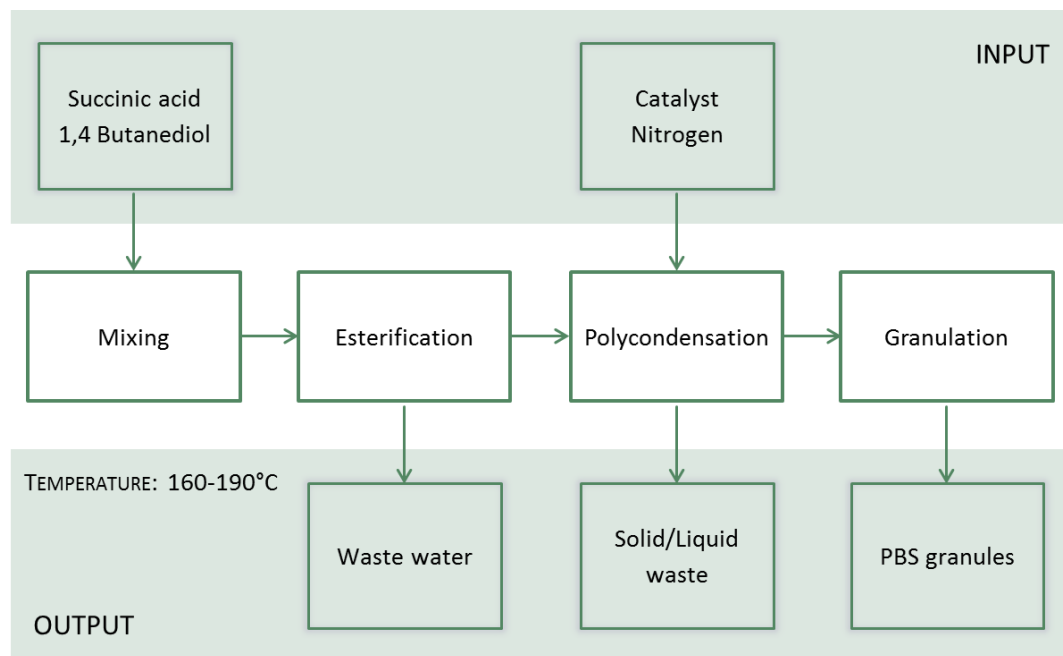 INPUT
Succinic acid
1,4 Butanediol
Catalyst
Nitrogen
Mixing
Esterification
Polycondensation
Granulation
TEMPERATURE: 160-190°C
Waste water
Solid/Liquid
waste
PBS granules
OUTPUT